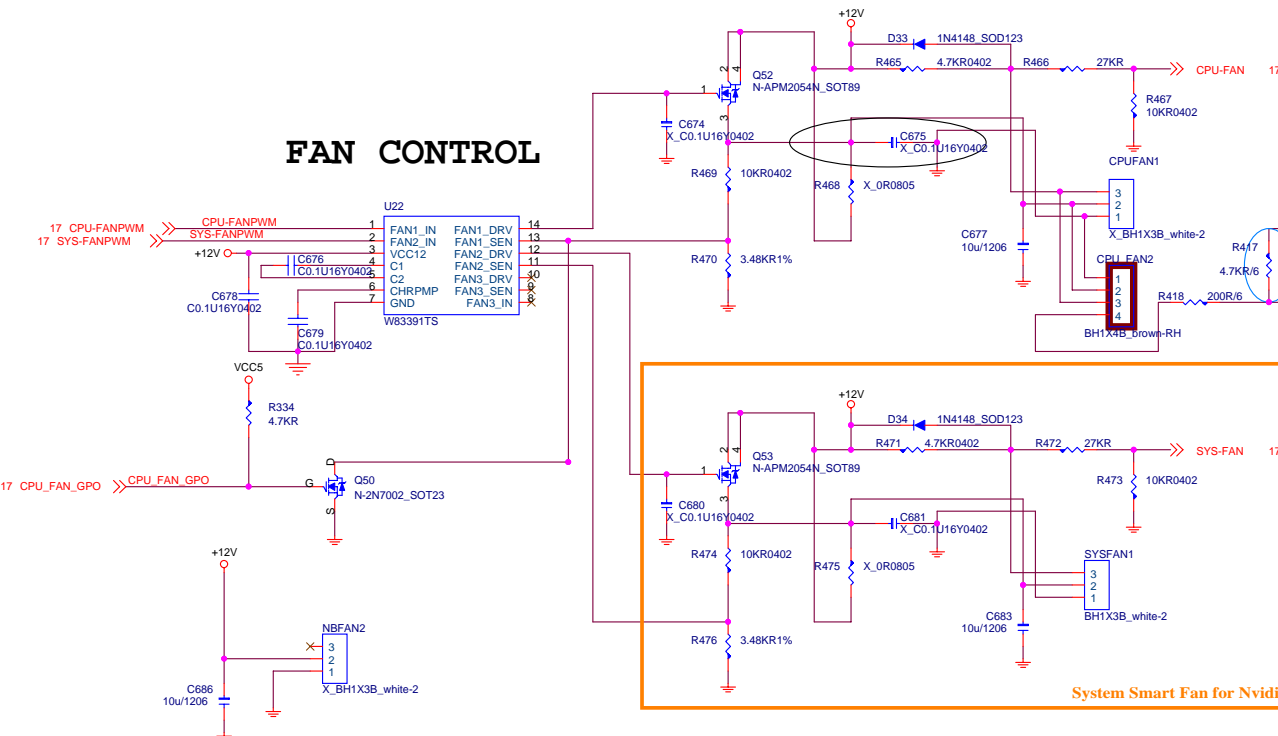 +12V
D33
1N4148_SOD123
R465
4.7KR0402
R466
27KR
CPU-FAN
17
2
4
Q52
N-APM2054N_SOT89
1
3
R467
10KR0402
C674
X_C0.1U16Y0402
C675
X_C0.1U16Y0402
FAN CONTROL
CPUFAN1
R469
10KR0402
R468
X_0R0805
3
2
1
X_BH1X3B_white-2
U22
17 CPU-FANPWM
CPU-FANPWM
17 SYS-FANPWM
SYS-FANPWM
+12V
1
2
3
4
5
6
7
FAN1_IN
FAN2_IN
VCC12
C1
C2
CHRPMP
GND
FAN1_DRV
FAN1_SEN
FAN2_DRV
FAN2_SEN
FAN3_DRV
FAN3_SEN
FAN3_IN
14
13
12
11
10
9
8
W83391TS
C676
C0.1U16Y0402
C678
C0.1U16Y0402
C679
C0.1U16Y0402
R470
3.48KR1%
C677
10u/1206
CPU_FAN2
1
2
3
4
BH1X4B_brown-RH
R417
4.7KR/6
R418
200R/6
VCC5
R334
4.7KR
17 CPU_FAN_GPO
CPU_FAN_GPO
D
G
S
Q50
N-2N7002_SOT23
+12V
D34
1N4148_SOD123
R471
4.7KR0402
R472
27KR
SYS-FAN
17
2
4
Q53
N-APM2054N_SOT89
1
3
R473
10KR0402
C680
X_C0.1U16Y0402
C681
X_C0.1U16Y0402
R474
10KR0402
R475
X_0R0805
SYSFAN1
3
2
1
BH1X3B_white-2
C683
10u/1206
R476
3.48KR1%
+12V
NBFAN2
3
2
1
X_BH1X3B_white-2
C686
10u/1206
System Smart Fan for Nvidi